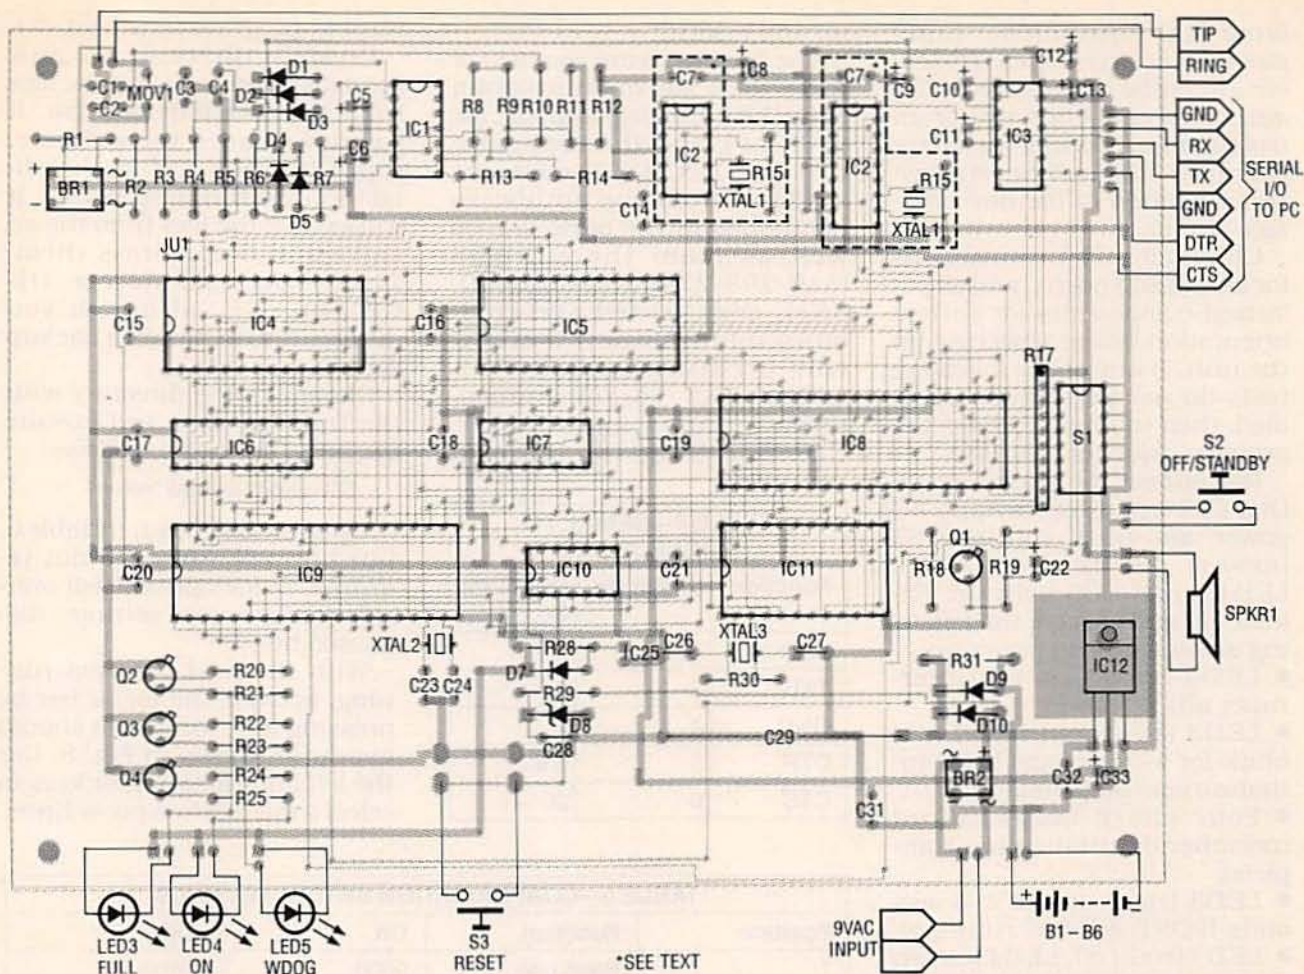 TIP
RING
C1
C2
MOV1
C3
C4
D1
D2
D3
C5
C6
IC1
R8
R9
R10
R11
R12
C7
C8
C7
C9
C10
C11
C12
C13
IC3
GND
RX
TX
GND
DTR
CTS
SERIAL
I/O
TO PC
R1
BR1
+
~
-
~
R2
R3
R4
R5
R6
D4
D5
R7
R13
R14
C14
IC2
R15
XTAL1
IC2
R15
XTAL1
JU1
C15
IC4
C16
IC5
R17
C17
IC6
C18
IC7
C19
IC8
S1
S2
OFF/STANDBY
C20
IC9
IC10
C21
IC11
R18
Q1
R19
C22
SPKR1
XTAL2
C23
C24
D7
R28
R29
D8
C28
C25
C26
XTAL3
R30
C27
R31
D9
D10
IC12
Q2
Q3
Q4
R20
R21
R22
R23
R24
R25
C29
C31
BR2
C32
C33
LED3
FULL
LED4
ON
LED5
WDOG
S3
RESET
*SEE TEXT
9VAC
INPUT
+
B1-B6